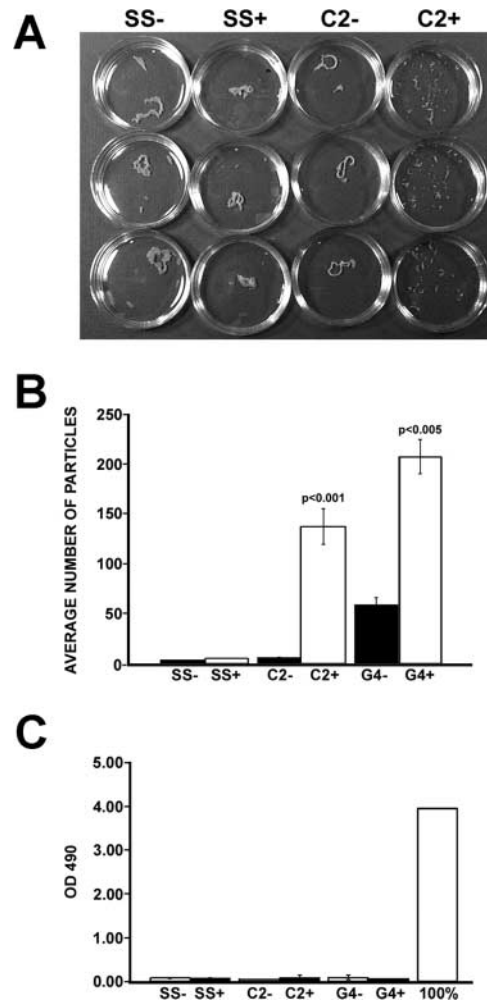 A
SS- SS+ C2- C2+
B
AVERAGE NUMBER OF PARTICLES
250
200
150
100
50
0
p<0.001
p<0.005
SS- SS+ C2- C2+ G4- G4+
C
OD 490
5.00
4.00
3.00
2.00
1.00
0.00
SS- SS+ C2- C2+ G4- G4+ 100%